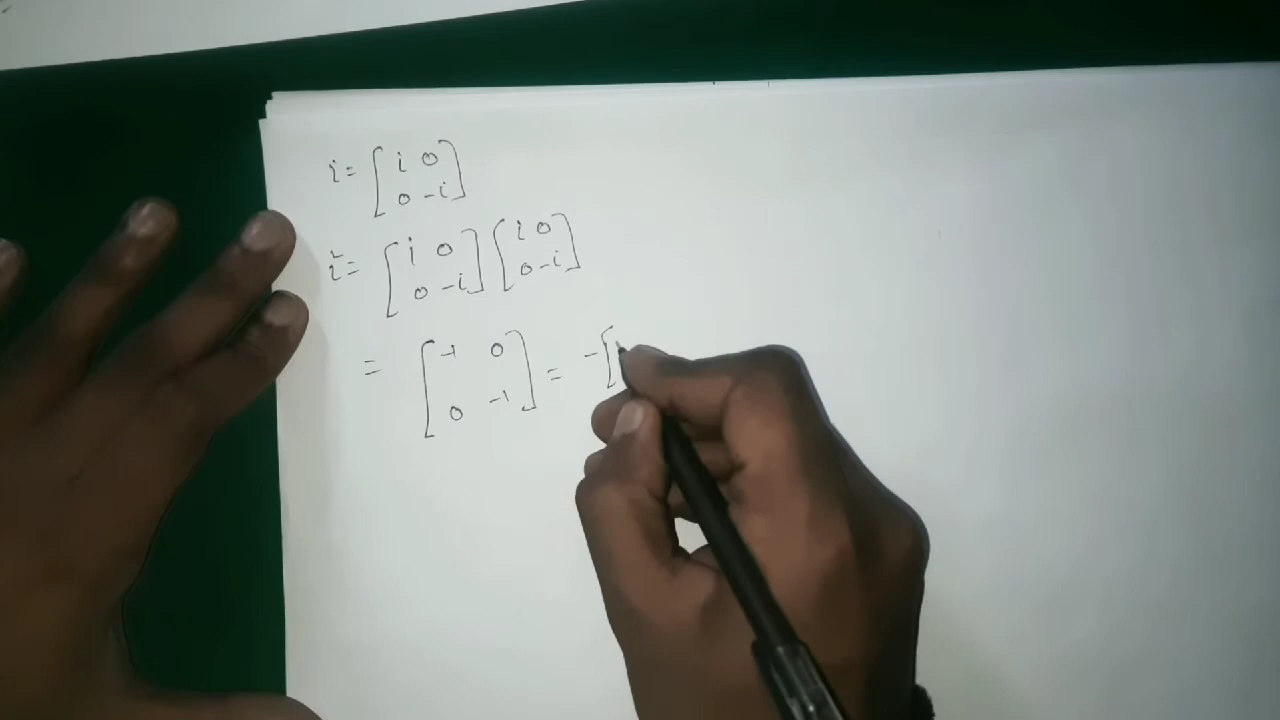 i = [i 0
0 -i]
i² = [i 0
0 -i] [i 0
0 -i]
= [-1 0
0 -1] = -[